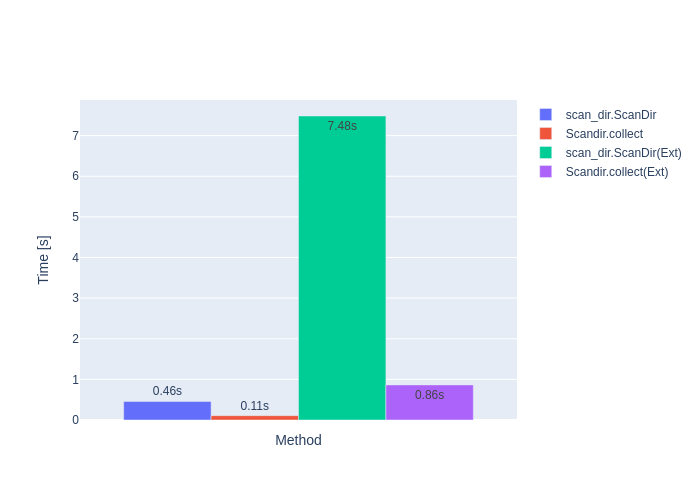 scan_dir.ScanDir
Scandir.collect
scan_dir.ScanDir(Ext)
Scandir.collect(Ext)
7
6
5
4
3
2
1
0
Time [s]
0.46s
0.11s
7.48s
0.86s
Method